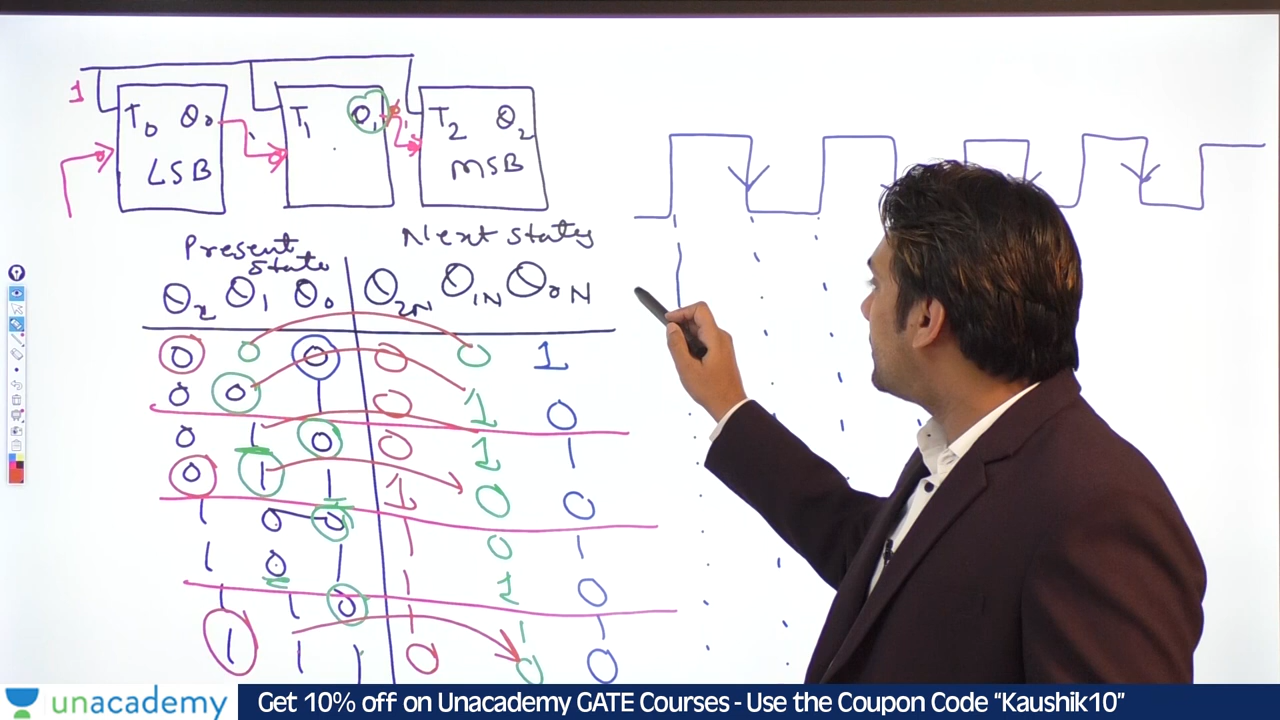 1
T0 Q0 T1 Q1 T2 Q2
LSB MSB
Present State Next States
Q2 Q1 Q0 Q2N Q1N Q0N
0 0 0 0 0 1
0 0 1 0 1 0
0 1 0 0 1 1
0 1 1 1 0 0
1 0 0 1 0 1
1 0 1 1 1 0
1 1 0 1 1 1
1 1 1 0 0 0
unacademy
Get 10% off on Unacademy GATE Courses - Use the Coupon Code “Kaushik10”